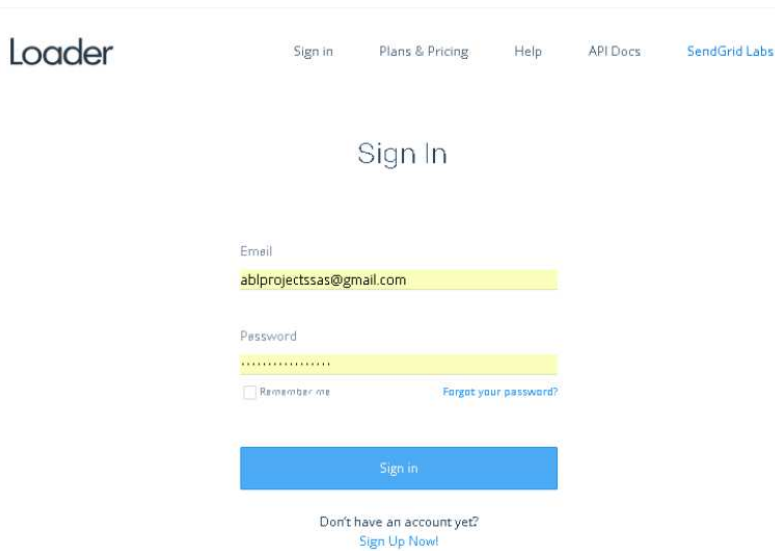 Loader Sign in Plans & Pricing Help API Docs SendGrid Labs
Sign In
Email
ablprojectssas@gmail.com
Password
.................
Remember me Forgot your password?
Sign in
Don't have an account yet?
Sign Up Now!